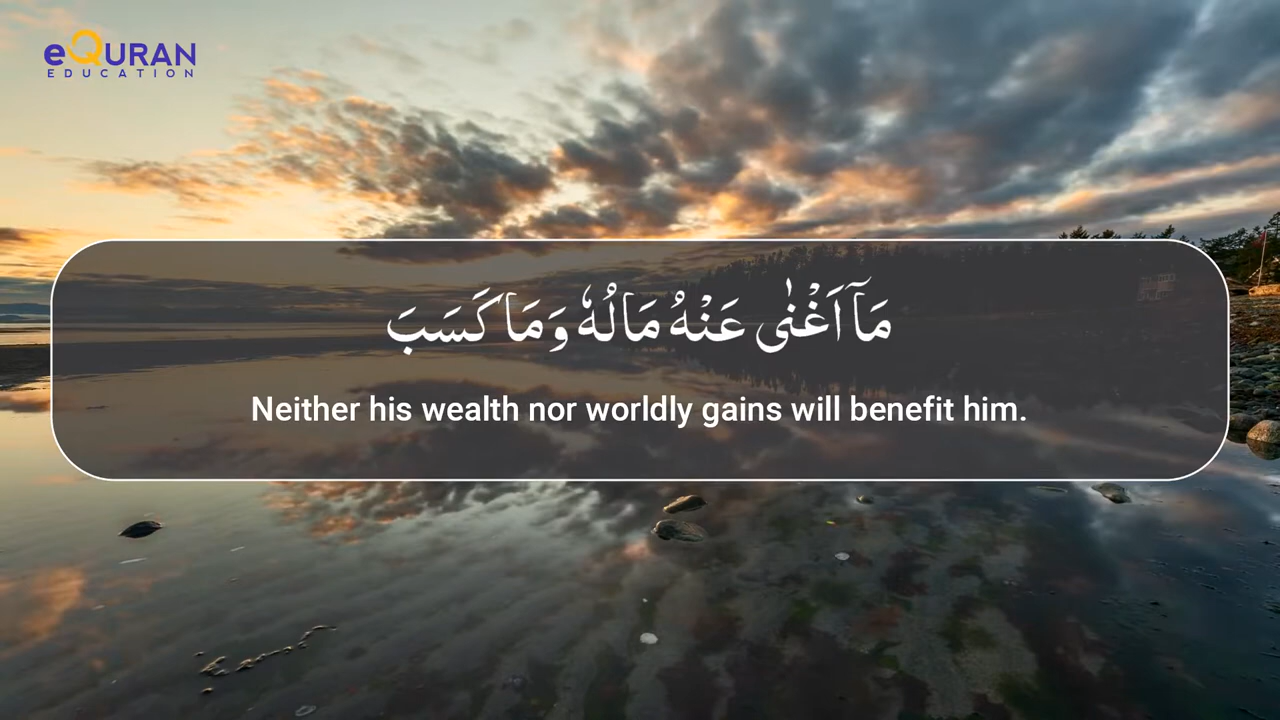 eQURAN
EDUCATION
مَآ اَغْنٰى عَنْهُ مَالُهٗ وَمَا كَسَبَ
Neither his wealth nor worldly gains will benefit him.